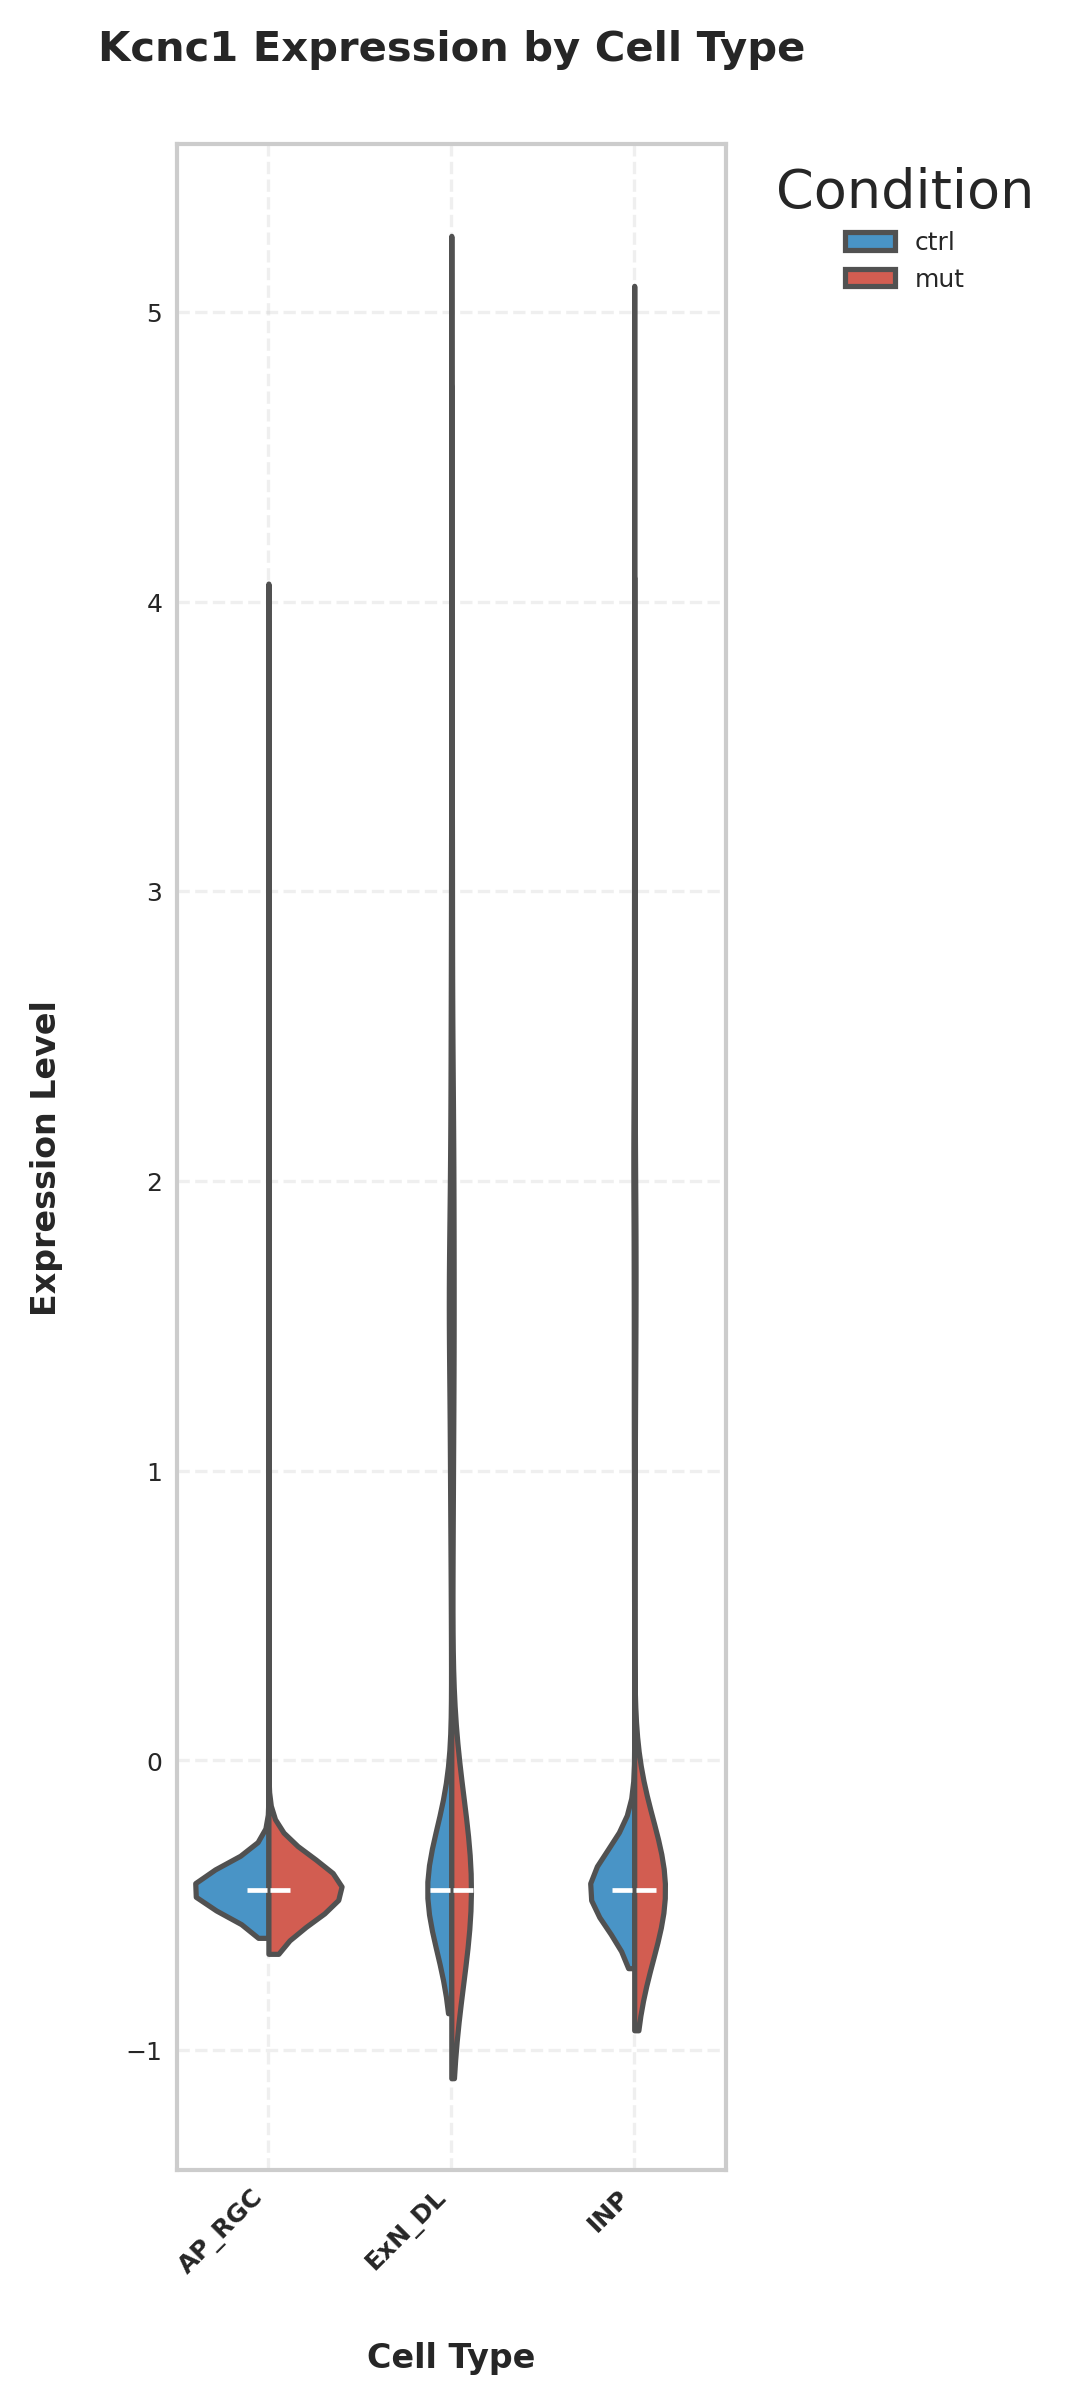 Kcnc1 Expression by Cell Type
Condition
ctrl
mut
Expression Level
5
4
3
2
1
0
−1
AP_RGC
ExN_DL
INP
Cell Type